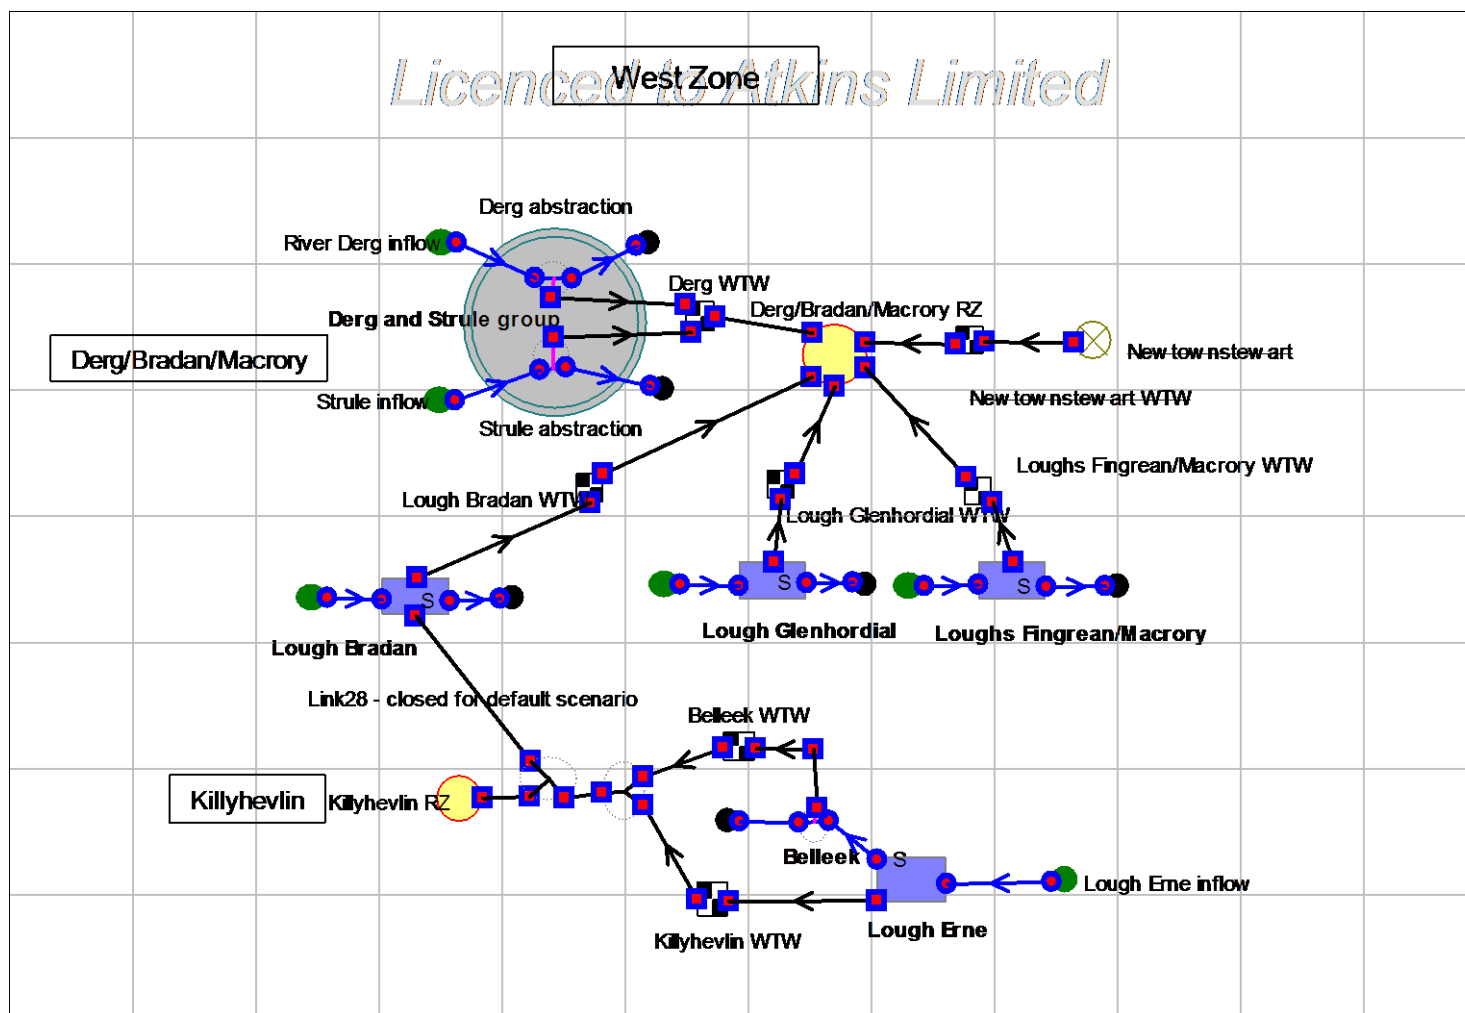 Licenced to Atkins Limited
West Zone
Derg abstraction
River Derg inflow
Derg WTW
Derg/Bradan/Macrory RZ
Derg and Strule group
Derg/Bradan/Macrory
New townstewart
Strule inflow
New townstewart WTW
Strule abstraction
Loughs Fingrean/Macrory WTW
Lough Bradan WTW
Lough Glenhordial WTW
S
S
S
Lough Bradan
Lough Glenhordial
Loughs Fingrean/Macrory
Link28 - closed for default scenario
Belleek WTW
Killyhevlin
Killyhevlin RZ
Belleek
S
Lough Erne inflow
Lough Erne
Killyhevlin WTW